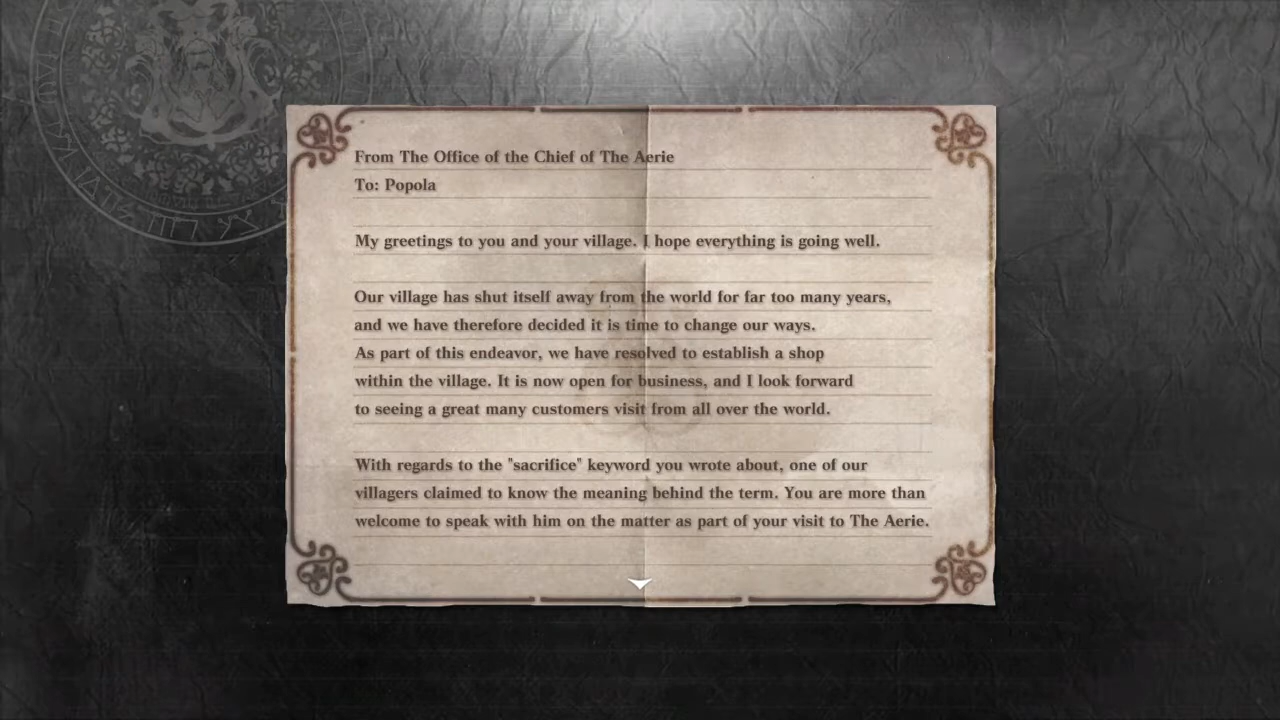 From The Office of the Chief of The Aerie
To: Popola
My greetings to you and your village. I hope everything is going well.
Our village has shut itself away from the world for far too many years,
and we have therefore decided it is time to change our ways.
As part of this endeavor, we have resolved to establish a shop
within the village. It is now open for business, and I look forward
to seeing a great many customers visit from all over the world.
With regards to the "sacrifice" keyword you wrote about, one of our
villagers claimed to know the meaning behind the term. You are more than
welcome to speak with him on the matter as part of your visit to The Aerie.